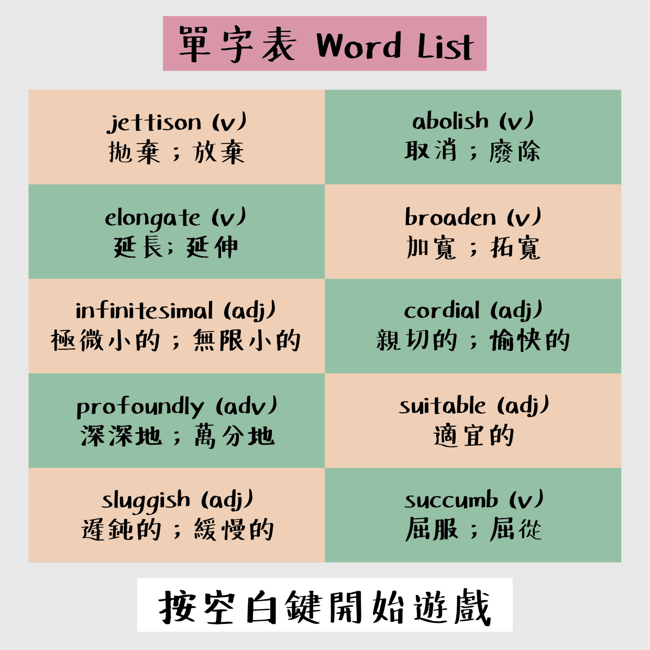 單字表 Word List
jettison (v)
拋棄；放棄
abolish (v)
取消；廢除
elongate (v)
延長; 延伸
broaden (v)
加寬；拓寬
infinitesimal (adj)
極微小的；無限小的
cordial (adj)
親切的；愉快的
profoundly (adv)
深深地；萬分地
suitable (adj)
適宜的
sluggish (adj)
遲鈍的；緩慢的
succumb (v)
屈服；屈從
按空白鍵開始遊戲